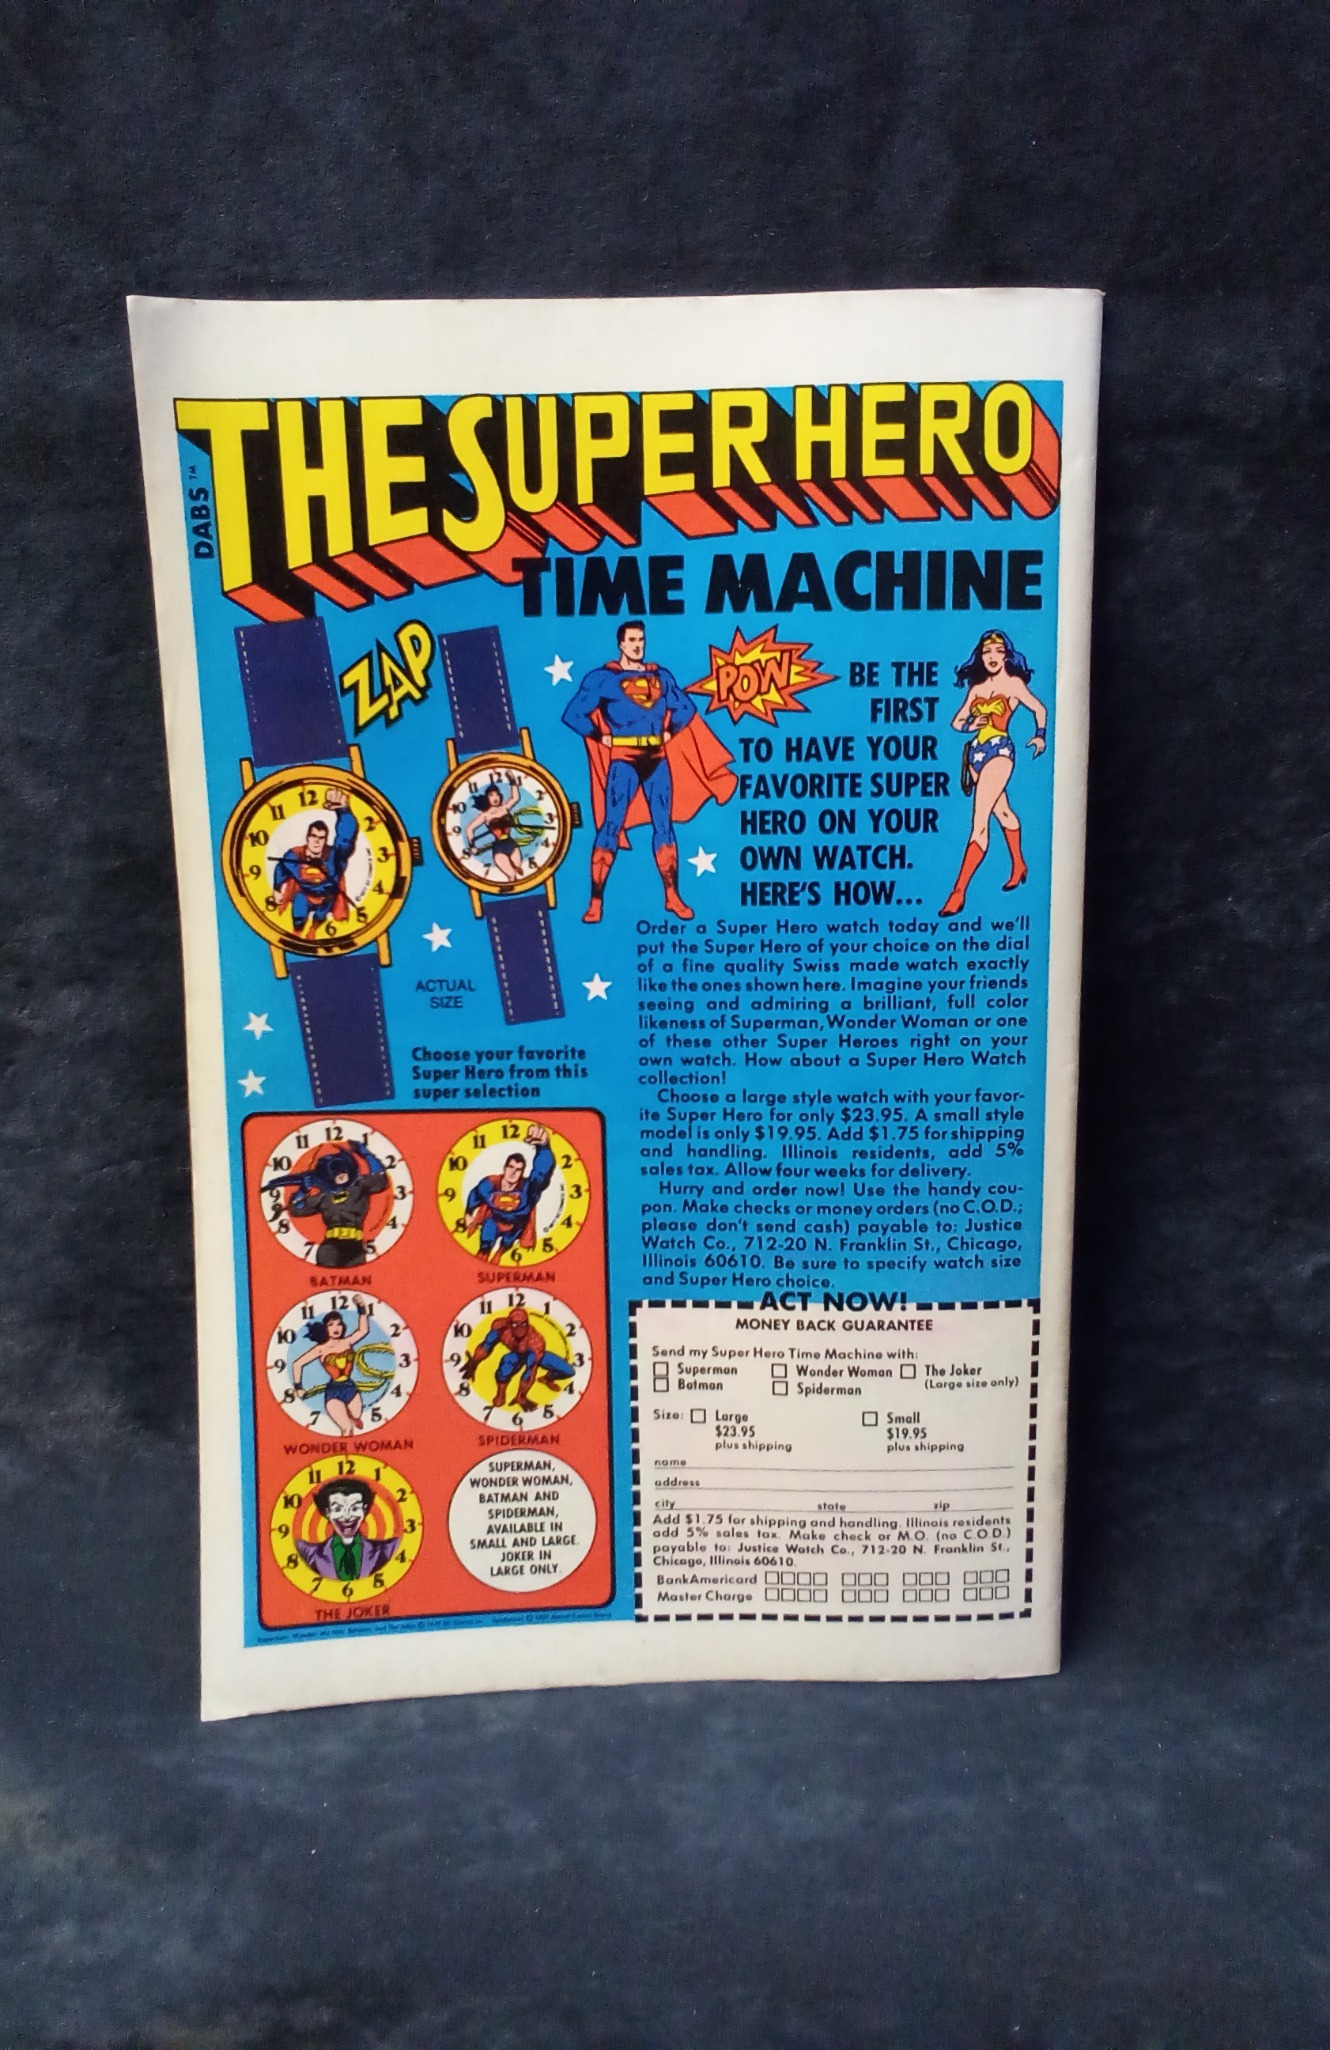 DABS™
THE SUPER HERO
TIME MACHINE
ZAP
POW
BE THE
FIRST
TO HAVE YOUR
FAVORITE SUPER
HERO ON YOUR
OWN WATCH.
HERE'S HOW...
ACTUAL
SIZE
Choose your favorite
Super Hero from this
super selection
Order a Super Hero watch today and we'll
put the Super Hero of your choice on the dial
of a fine quality Swiss made watch exactly
like the ones shown here. Imagine your friends
seeing and admiring a brilliant, full color
likeness of Superman, Wonder Woman or one
of these other Super Heroes right on your
own watch. How about a Super Hero Watch
collection!
Choose a large style watch with your favor-
ite Super Hero for only $23.95. A small style
model is only $19.95. Add $1.75 for shipping
and handling. Illinois residents, add 5%
sales tax. Allow four weeks for delivery.
Hurry and order now! Use the handy cou-
pon. Make checks or money orders (no C.O.D.;
please don't send cash) payable to: Justice
Watch Co., 712-20 N. Franklin St., Chicago,
Illinois 60610. Be sure to specify watch size
and Super Hero choice.
BATMAN
SUPERMAN
WONDER WOMAN
SPIDERMAN
THE JOKER
SUPERMAN,
WONDER WOMAN,
BATMAN AND
SPIDERMAN,
AVAILABLE IN
SMALL AND LARGE.
JOKER IN
LARGE ONLY.
ACT NOW!
MONEY BACK GUARANTEE
Send my Super Hero Time Machine with:
Superman Wonder Woman The Joker
Batman Spiderman (Large size only)
Size: Large Small
$23.95 $19.95
plus shipping plus shipping
name
address
city state zip
Add $1.75 for shipping and handling. Illinois residents
add 5% sales tax. Make check or M.O. (no C.O.D.)
payable to: Justice Watch Co., 712-20 N. Franklin St.,
Chicago, Illinois 60610.
BankAmericard
Master Charge